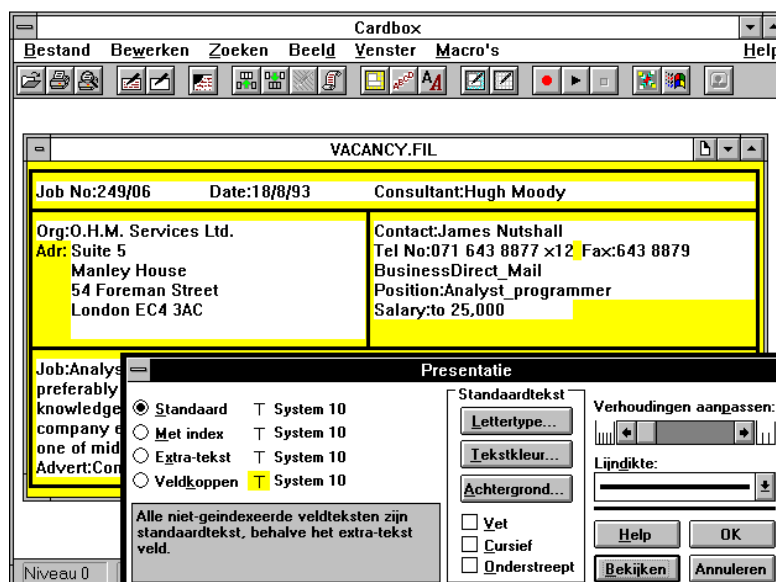 Cardbox
Bestand Bewerken Zoeken Beeld Venster Macro's Help
VACANCY.FIL
Job No:249/06 Date:18/8/93 Consultant:Hugh Moody
Org:O.H.M. Services Ltd.
Adr: Suite 5
Manley House
54 Foreman Street
London EC4 3AC
Contact:James Nutshall
Tel No:071 643 8877 x12 Fax:643 8879
BusinessDirect_Mail
Position:Analyst_programmer
Salary:to 25,000
Job:Analys
preferably
knowledge
company e
one of mid
Advert:Con
Presentatie
Standaard T System 10
Met index T System 10
Extra-tekst T System 10
Veldkoppen T System 10
Alle niet-geindexeerde veldteksten zijn
standaardtekst, behalve het extra-tekst
veld.
Standaardtekst
Lettertype...
Tekstkleur...
Achtergrond...
Vet
Cursief
Onderstreept
Verhoudingen aanpassen:
Lijndikte:
Help OK
Bekijken Annuleren
Niveau 0